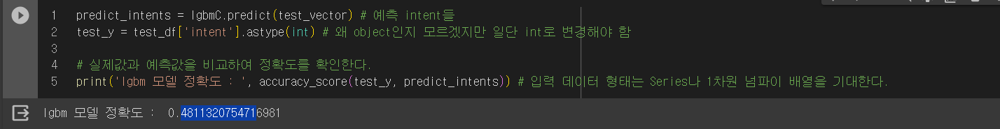 1 predict_intents = lgbmC.predict(test_vector) # 예측 intent들
2 test_y = test_df['intent'].astype(int) # 왜 object인지 모르겠지만 일단 int로 변경해야 함
3
4 # 실제값과 예측값을 비교하여 정확도를 확인한다.
5 print('lgbm 모델 정확도 : ', accuracy_score(test_y, predict_intents)) # 입력 데이터 형태는 Series나 1차원 넘파이 배열을 기대한다.
lgbm 모델 정확도 :  0.4811320754716981